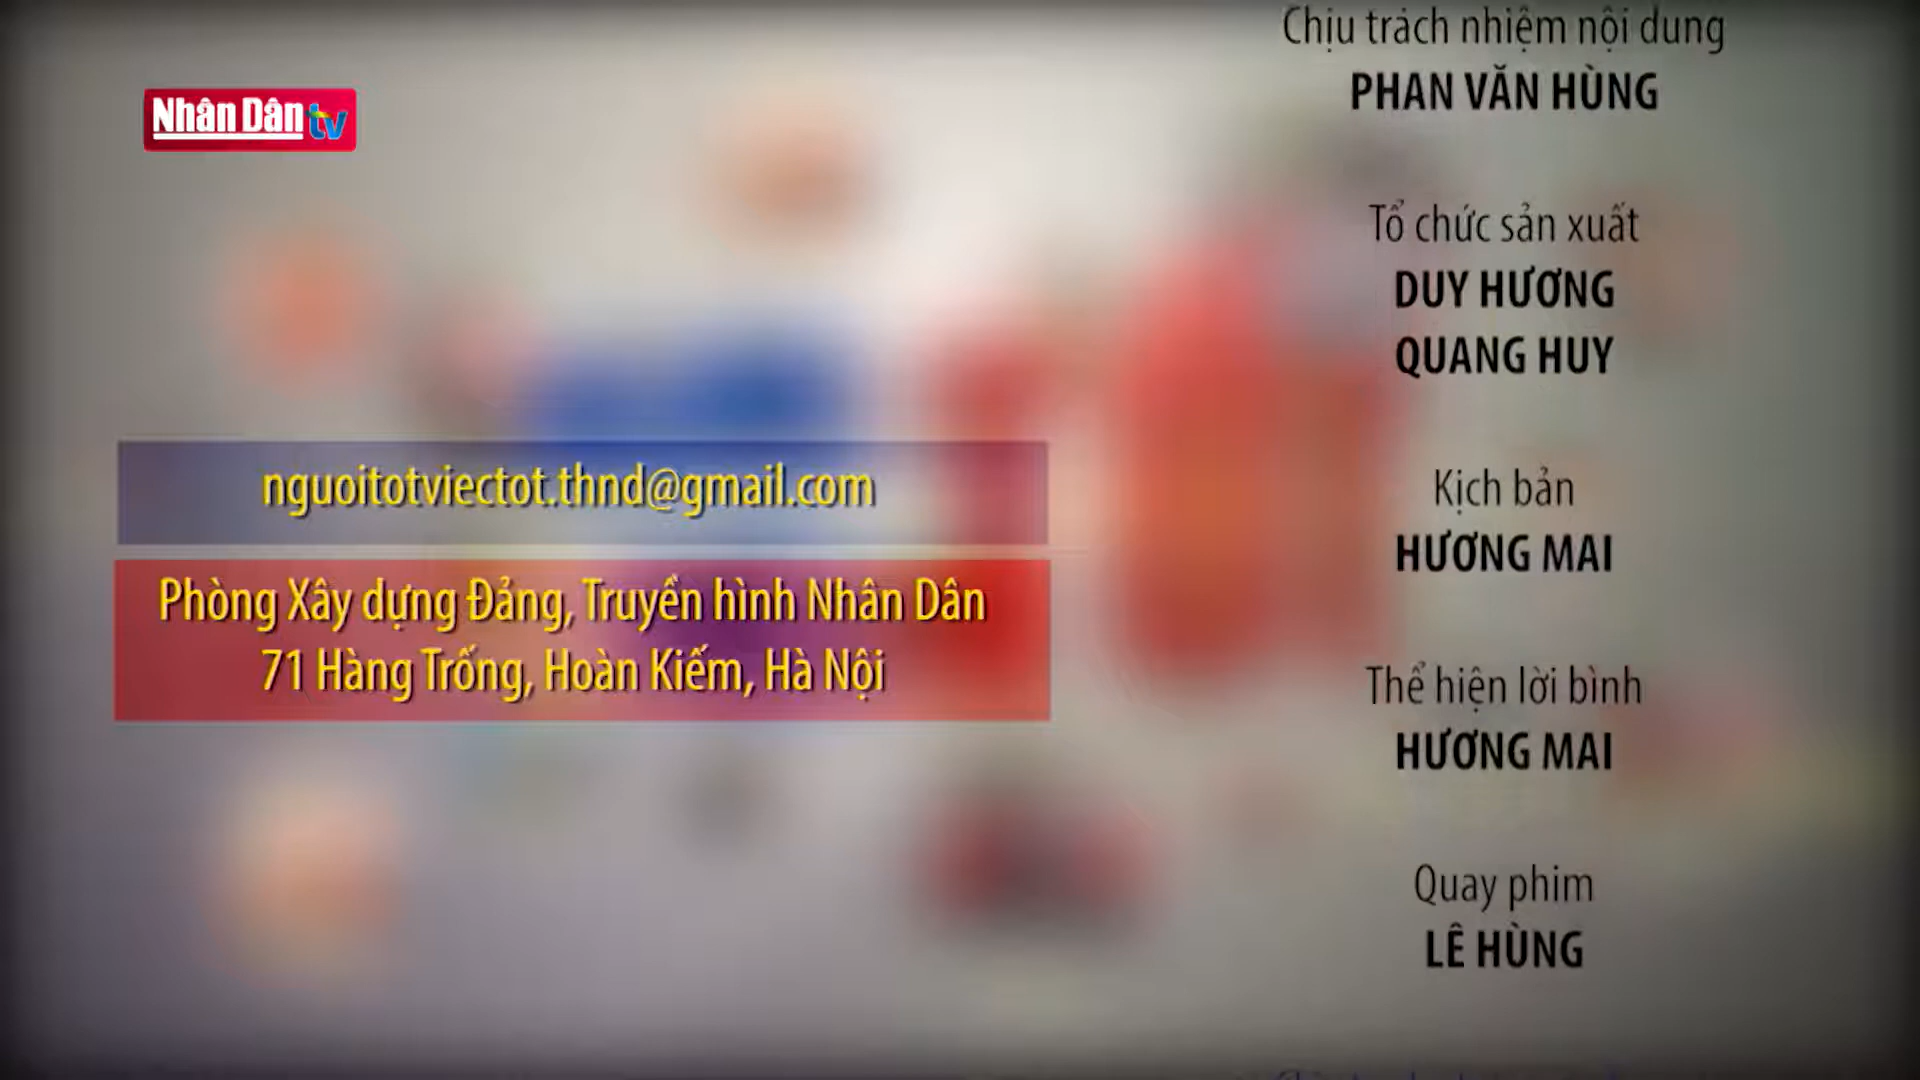 Nhân Dân tv
nguoitotviectot.thnd@gmail.com
Phòng Xây dựng Đảng, Truyền hình Nhân Dân
71 Hàng Trống, Hoàn Kiếm, Hà Nội
Chịu trách nhiệm nội dung
PHAN VĂN HÙNG
Tổ chức sản xuất
DUY HƯƠNG
QUANG HUY
Kịch bản
HƯƠNG MAI
Thể hiện lời bình
HƯƠNG MAI
Quay phim
LÊ HÙNG